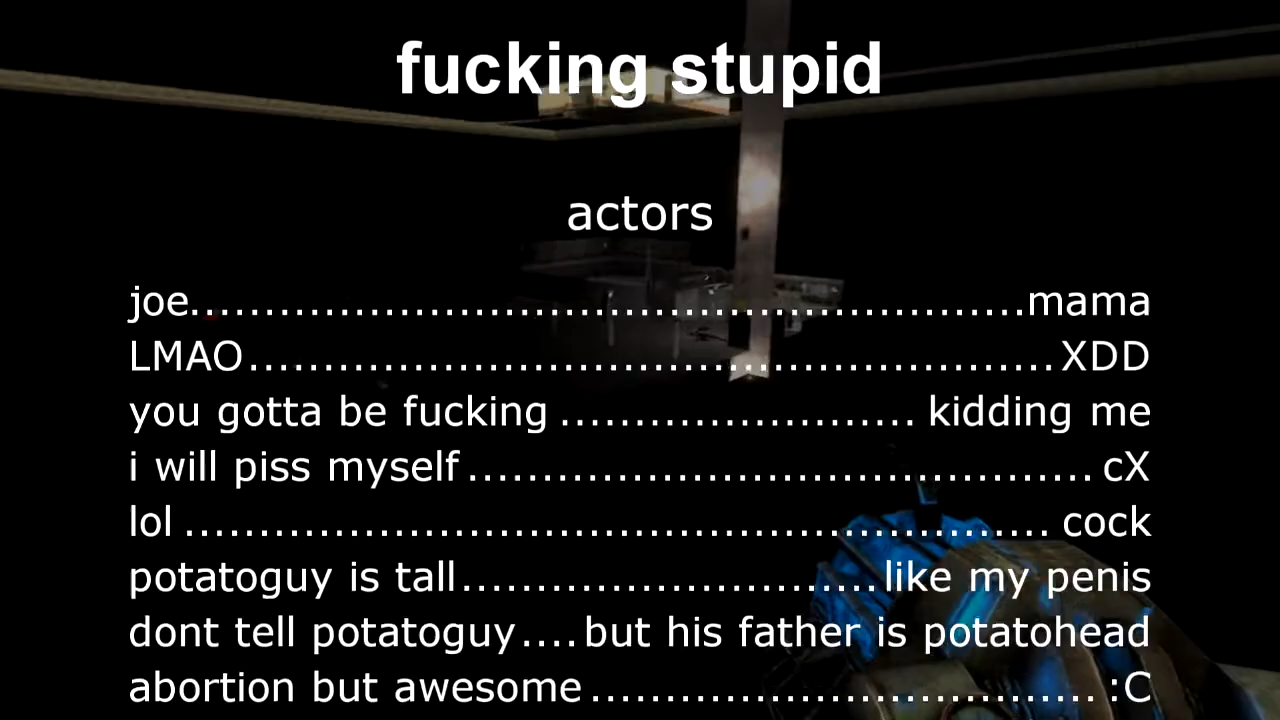 fucking stupid
actors
joe.......................................................mama
LMAO......................................................XDD
you gotta be fucking ........................ kidding me
i will piss myself.......................................... cX
lol .......................................................... cock
potatoguy is tall............................like my penis
dont tell potatoguy....but his father is potatohead
abortion but awesome.................................. :C